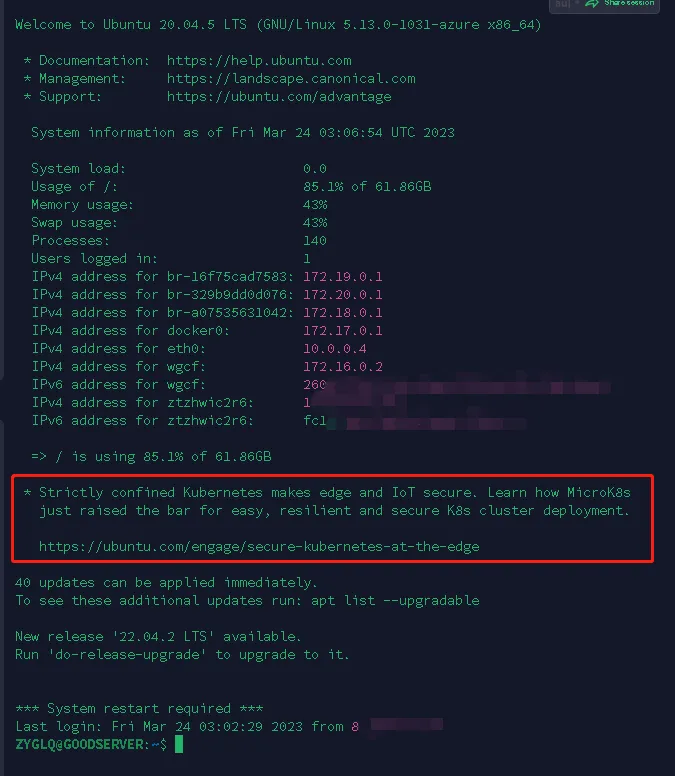 Share session
Welcome to Ubuntu 20.04.5 LTS (GNU/Linux 5.13.0-1031-azure x86_64)
* Documentation: https://help.ubuntu.com
* Management: https://landscape.canonical.com
* Support: https://ubuntu.com/advantage
System information as of Fri Mar 24 03:06:54 UTC 2023
System load: 0.0
Usage of /: 85.1% of 61.86GB
Memory usage: 43%
Swap usage: 43%
Processes: 140
Users logged in: 1
IPv4 address for br-16f75cad7583: 172.19.0.1
IPv4 address for br-329b9dd0d076: 172.20.0.1
IPv4 address for br-a07535631042: 172.18.0.1
IPv4 address for docker0: 172.17.0.1
IPv4 address for eth0: 10.0.0.4
IPv4 address for wgcf: 172.16.0.2
IPv6 address for wgcf: 260
IPv4 address for ztzhwic2r6: 1
IPv6 address for ztzhwic2r6: fc
=> / is using 85.1% of 61.86GB
* Strictly confined Kubernetes makes edge and IoT secure. Learn how MicroK8s
just raised the bar for easy, resilient and secure K8s cluster deployment.
https://ubuntu.com/engage/secure-kubernetes-at-the-edge
40 updates can be applied immediately.
To see these additional updates run: apt list --upgradable
New release '22.04.2 LTS' available.
Run 'do-release-upgrade' to upgrade to it.
*** System restart required ***
Last login: Fri Mar 24 03:02:29 2023 from 8
ZYGLQ@GOODSERVER:~$